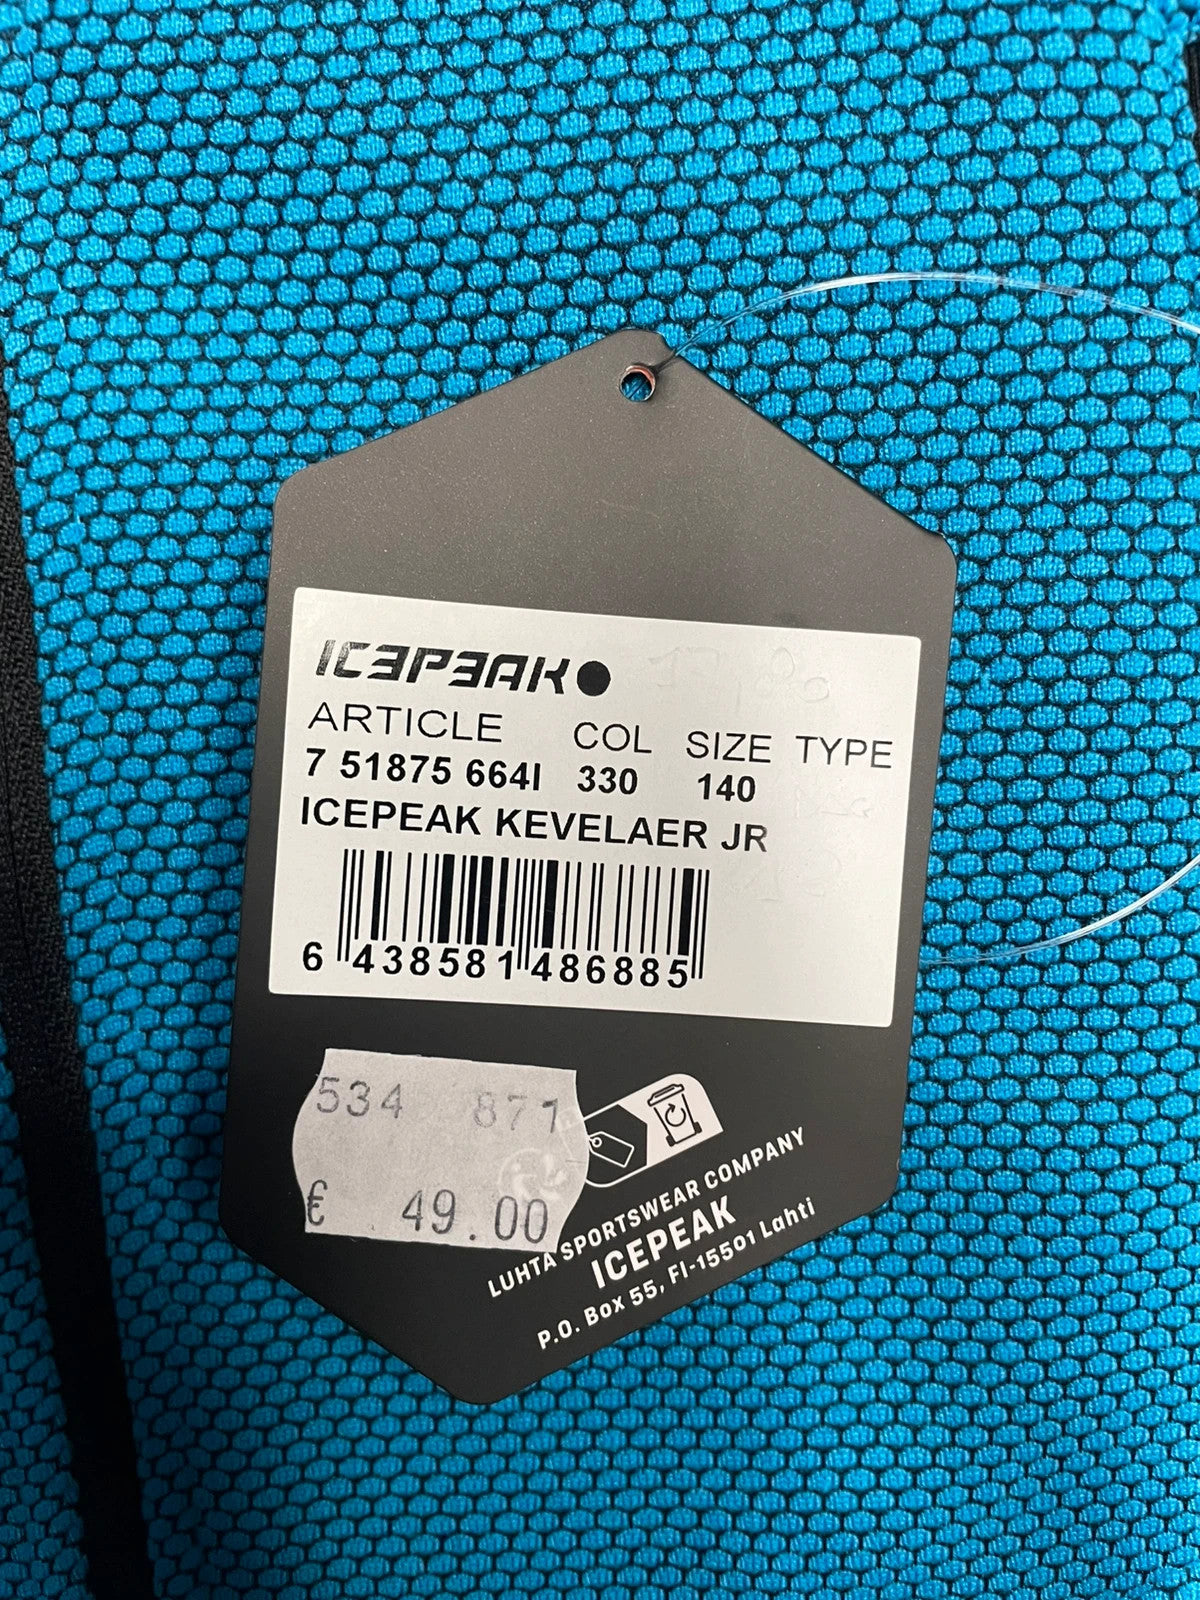 ICEPEAK
ARTICLE COL SIZE TYPE
7 51875 664I 330 140
ICEPEAK KEVELAER JR
6 438581 486885
534 871
€ 49.00
LUHTA SPORTSWEAR COMPANY
ICEPEAK
P.O. Box 55, FI-15501 Lahti